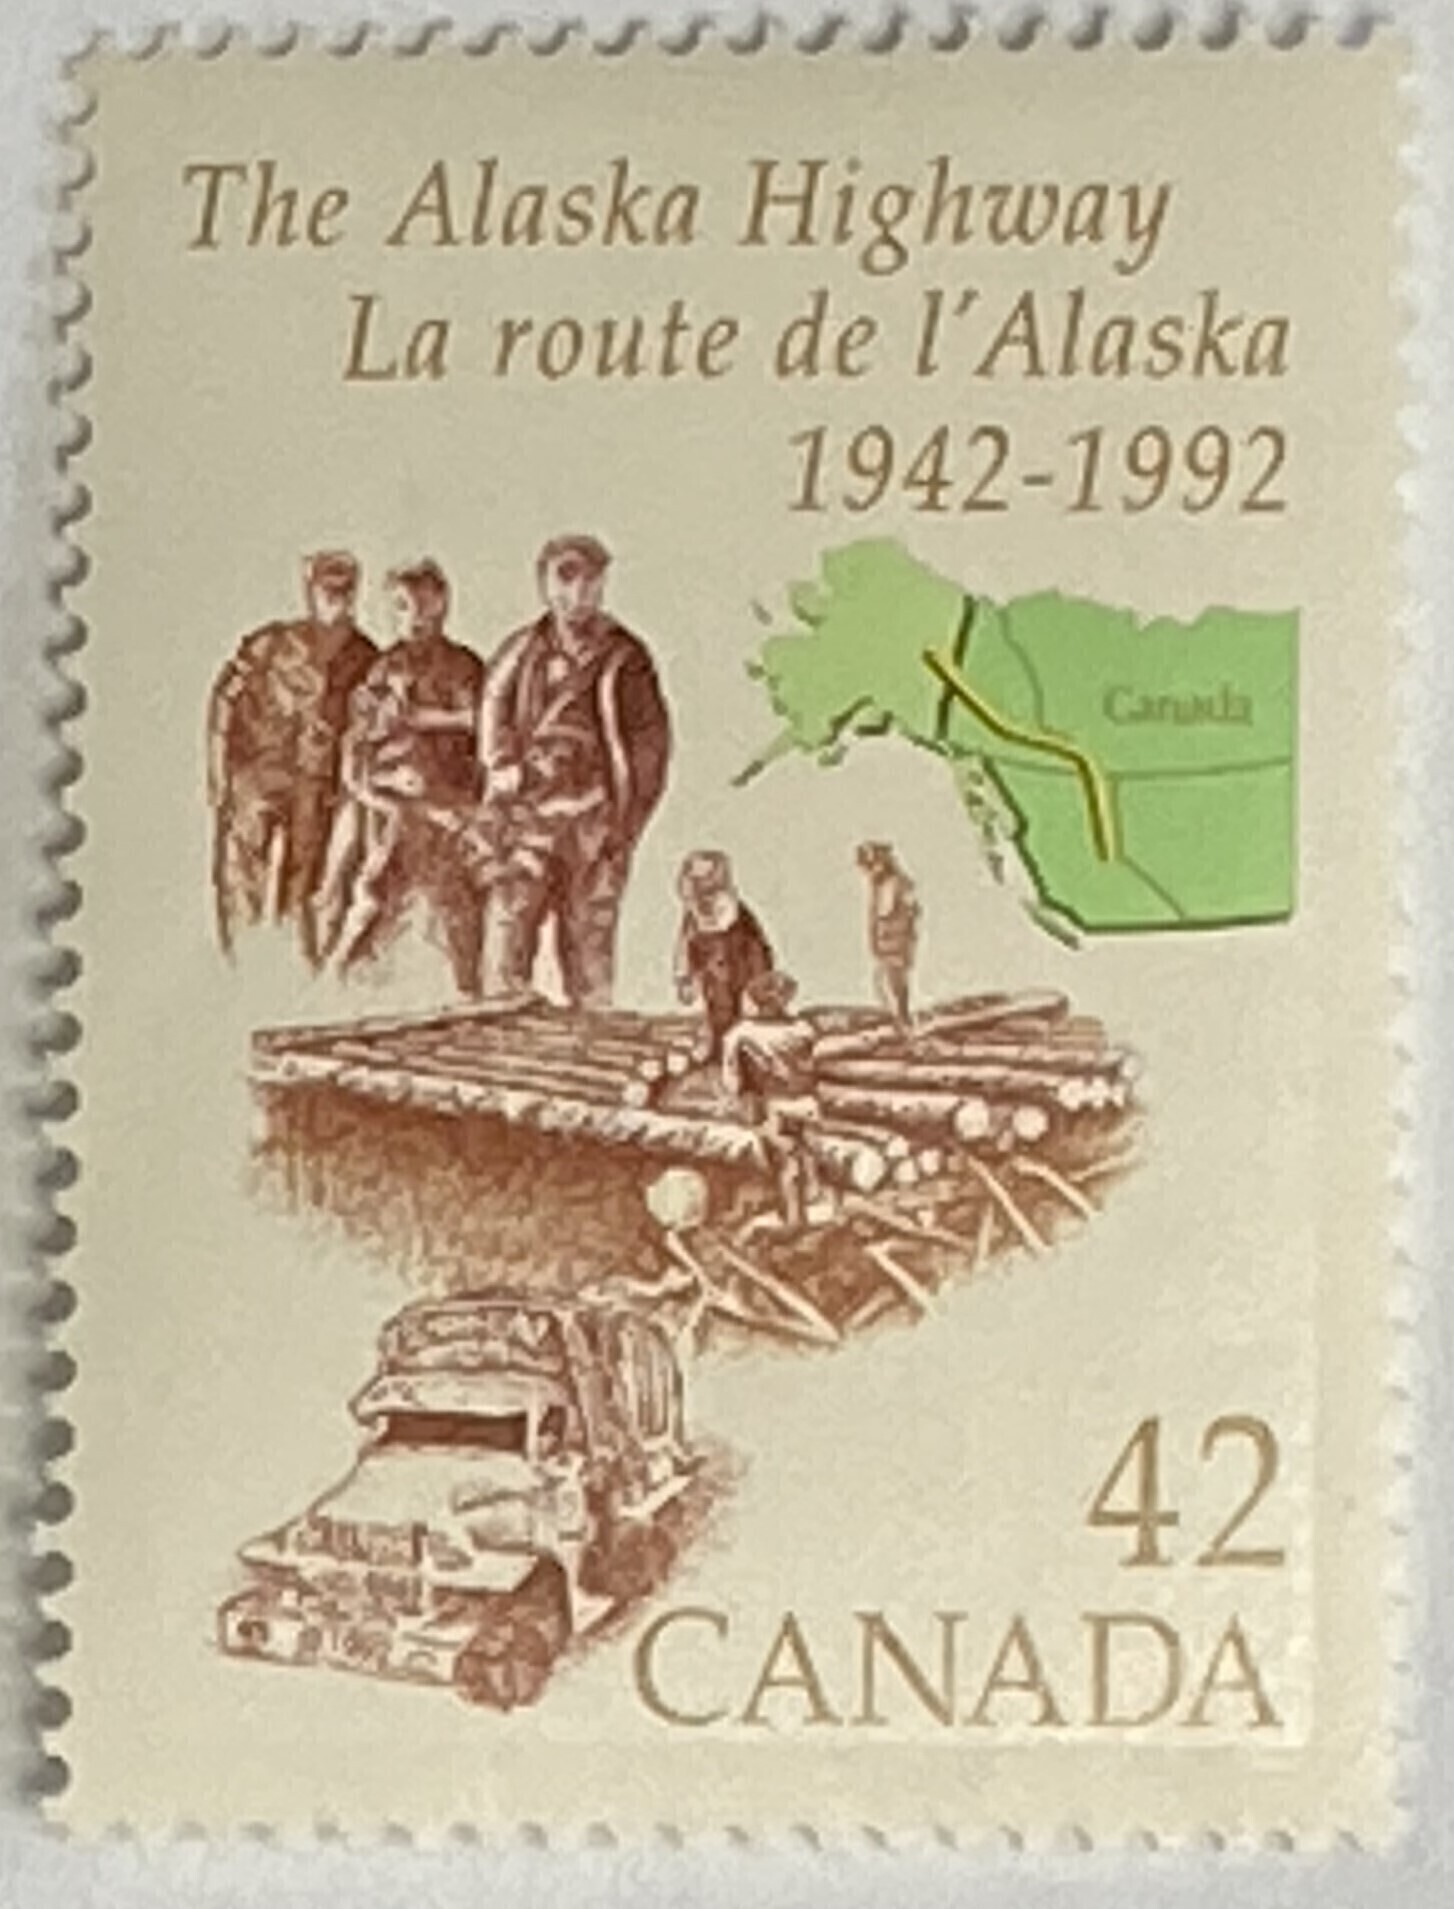 The Alaska Highway
La route de l'Alaska
1942-1992
Canada
42
CANADA